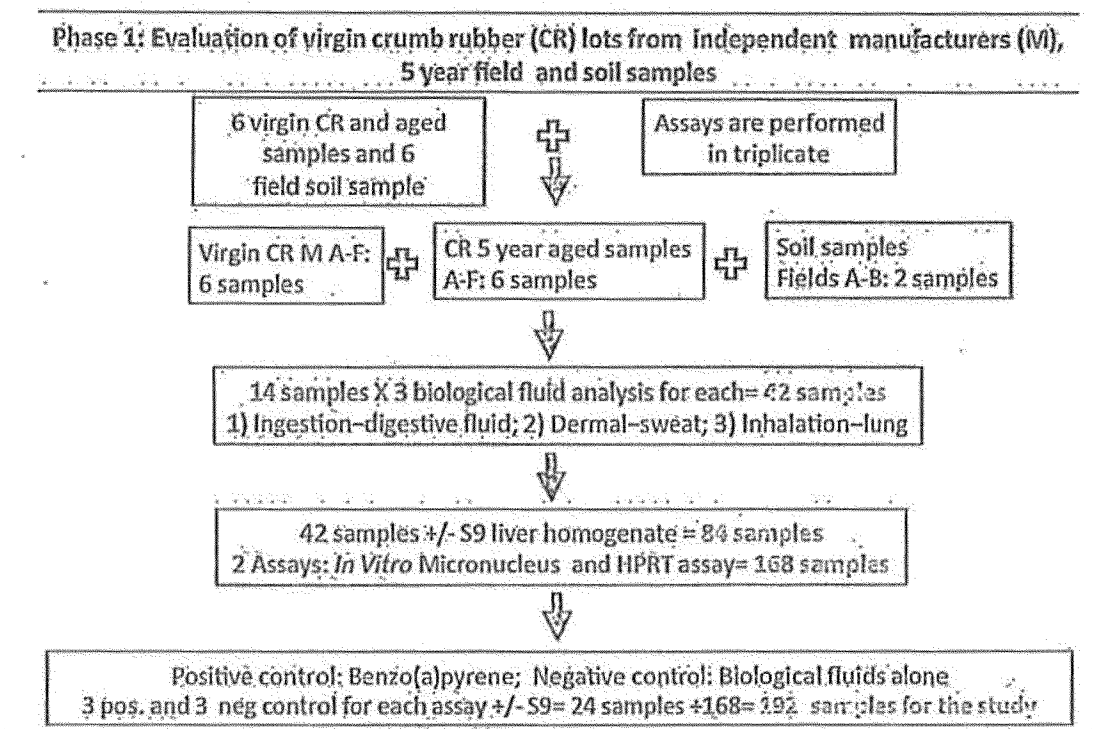 Phase 1: Evaluation of virgin crumb rubber (CR) lots from independent manufacturers (M),
5 year field and soil samples
6 virgin CR and aged
samples and 6
field soil sample
Assays are performed
in triplicate
Virgin CR M A-F:
6 samples
CR 5 year aged samples
A-F: 6 samples
Soil samples
Fields A-B: 2 samples
14 samples X 3 biological fluid analysis for each= 42 samples
1) Ingestion–digestive fluid; 2) Dermal–sweat; 3) Inhalation–lung
42 samples +/- S9 liver homogenate = 84 samples
2 Assays: In Vitro Micronucleus and HPRT assay= 168 samples
Positive control: Benzo(a)pyrene; Negative control: Biological fluids alone
3 pos. and 3 neg control for each assay +/- S9= 24 samples +168= 192 samples for the study